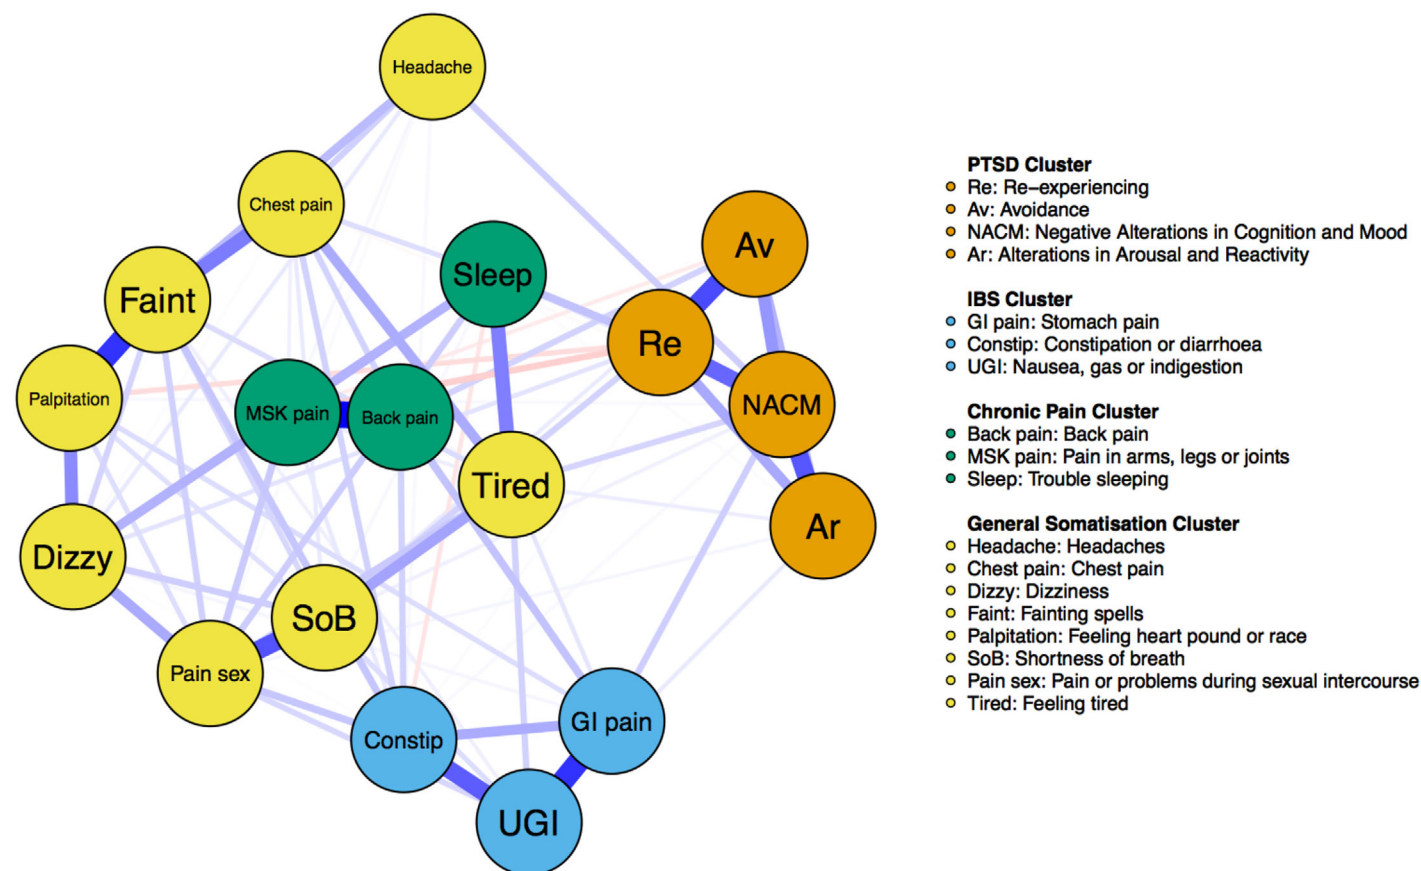 Headache
Chest pain
Sleep
Av
Faint
Re
Palpitation
MSK pain
Back pain
NACM
Tired
Ar
Dizzy
SoB
Pain sex
GI pain
Constip
UGI
PTSD Cluster
Re: Re−experiencing
Av: Avoidance
NACM: Negative Alterations in Cognition and Mood
Ar: Alterations in Arousal and Reactivity
IBS Cluster
GI pain: Stomach pain
Constip: Constipation or diarrhoea
UGI: Nausea, gas or indigestion
Chronic Pain Cluster
Back pain: Back pain
MSK pain: Pain in arms, legs or joints
Sleep: Trouble sleeping
General Somatisation Cluster
Headache: Headaches
Chest pain: Chest pain
Dizzy: Dizziness
Faint: Fainting spells
Palpitation: Feeling heart pound or race
SoB: Shortness of breath
Pain sex: Pain or problems during sexual intercourse
Tired: Feeling tired